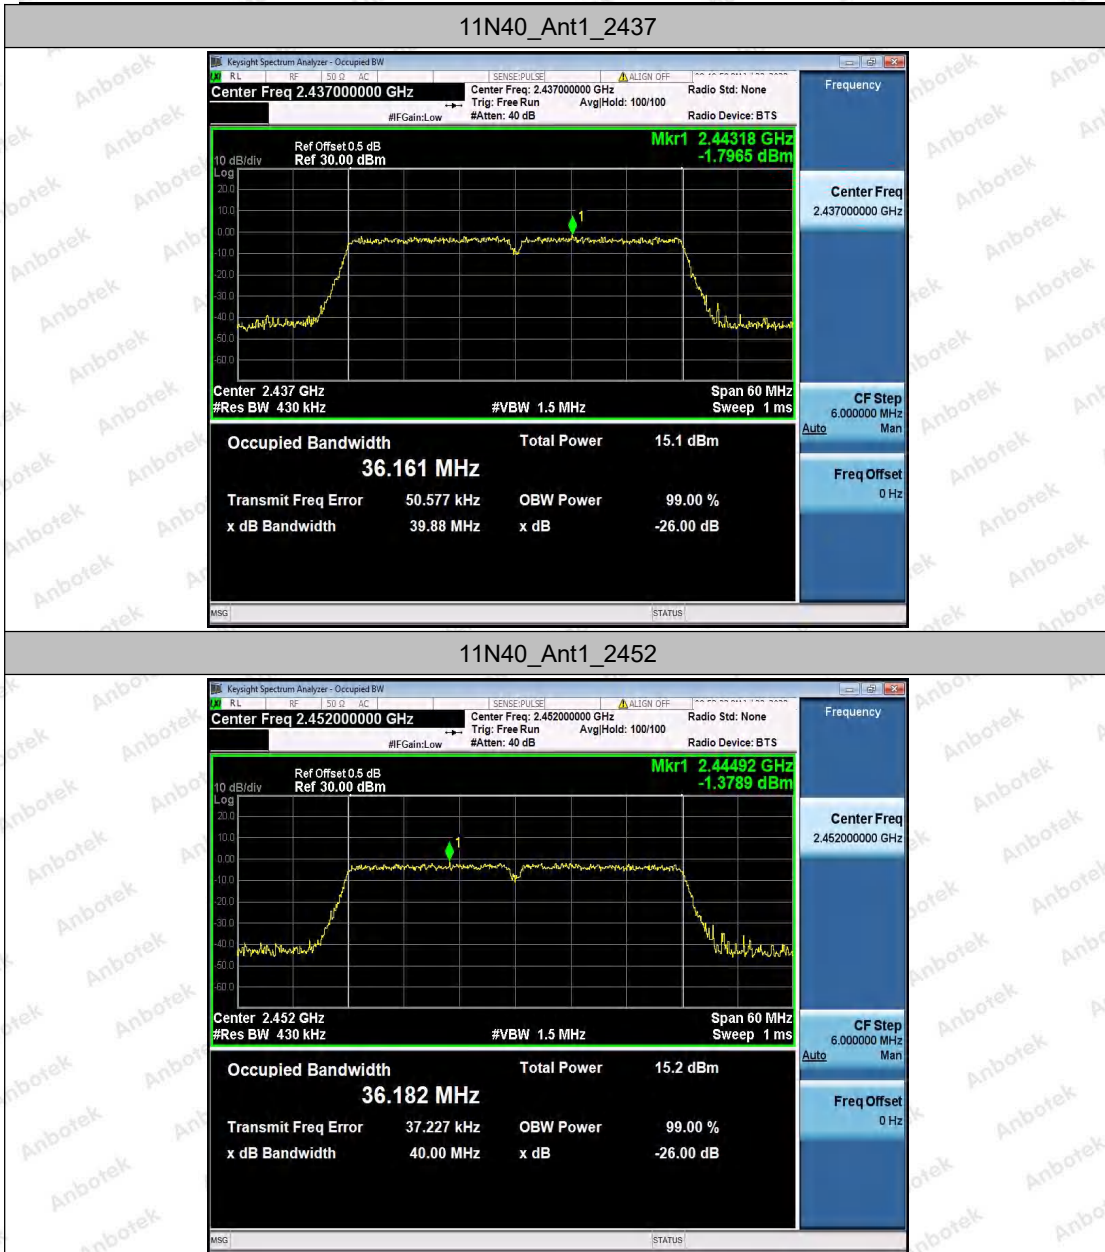 11N40_Ant1_2437
Keysight Spectrum Analyzer - Occupied BW
RL RF 50 Ω AC SENSE:PULSE ALIGN OFF
Center Freq 2.437000000 GHz
Center Freq: 2.437000000 GHz Radio Std: None
Trig: Free Run Avg|Hold: 100/100
#IFGain:Low #Atten: 40 dB Radio Device: BTS
Frequency
Mkr1 2.44318 GHz
-1.7965 dBm
Ref Offset 0.5 dB
10 dB/div Ref 30.00 dBm
Log
20.0
10.0
0.00
-10.0
-20.0
-30.0
-40.0
-50.0
-60.0
1
Center Freq
2.437000000 GHz
Center 2.437 GHz Span 60 MHz
#Res BW 430 kHz #VBW 1.5 MHz Sweep 1 ms
CF Step
6.000000 MHz
Auto Man
Occupied Bandwidth Total Power 15.1 dBm
36.161 MHz
Transmit Freq Error 50.577 kHz OBW Power 99.00 %
x dB Bandwidth 39.88 MHz x dB -26.00 dB
Freq Offset
0 Hz
MSG STATUS
11N40_Ant1_2452
Keysight Spectrum Analyzer - Occupied BW
RL RF 50 Ω AC SENSE:PULSE ALIGN OFF
Center Freq 2.452000000 GHz
Center Freq: 2.452000000 GHz Radio Std: None
Trig: Free Run Avg|Hold: 100/100
#IFGain:Low #Atten: 40 dB Radio Device: BTS
Frequency
Mkr1 2.44492 GHz
-1.3789 dBm
Ref Offset 0.5 dB
10 dB/div Ref 30.00 dBm
Log
20.0
10.0
0.00
-10.0
-20.0
-30.0
-40.0
-50.0
-60.0
1
Center Freq
2.452000000 GHz
Center 2.452 GHz Span 60 MHz
#Res BW 430 kHz #VBW 1.5 MHz Sweep 1 ms
CF Step
6.000000 MHz
Auto Man
Occupied Bandwidth Total Power 15.2 dBm
36.182 MHz
Transmit Freq Error 37.227 kHz OBW Power 99.00 %
x dB Bandwidth 40.00 MHz x dB -26.00 dB
Freq Offset
0 Hz
MSG STATUS
Anbotek